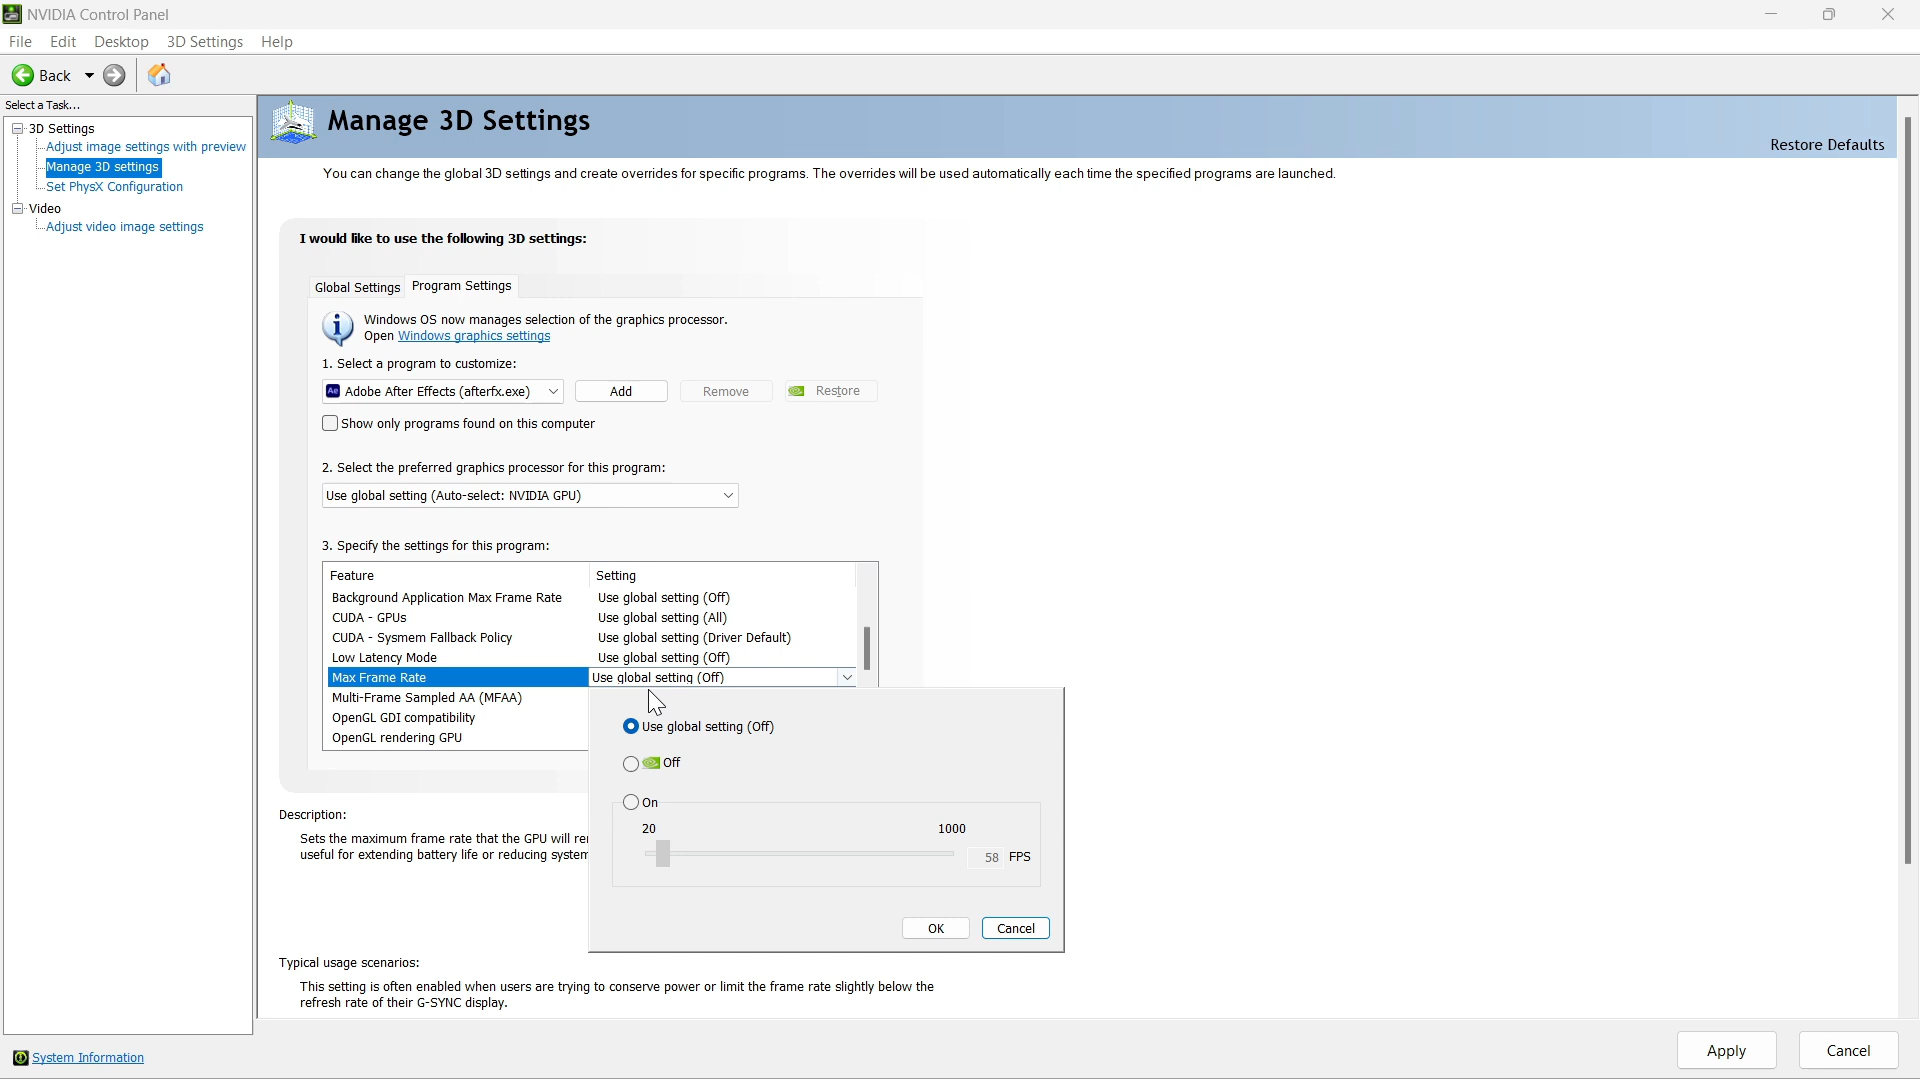 NVIDIA Control Panel
File Edit Desktop 3D Settings Help
Back
Select a Task...
3D Settings
Adjust image settings with preview
Manage 3D settings
Set PhysX Configuration
Video
Adjust video image settings
System Information
Manage 3D Settings
Restore Defaults
You can change the global 3D settings and create overrides for specific programs. The overrides will be used automatically each time the specified programs are launched.
I would like to use the following 3D settings:
Global Settings Program Settings
Windows OS now manages selection of the graphics processor.
Open Windows graphics settings
1. Select a program to customize:
Ae Adobe After Effects (afterfx.exe) Add Remove Restore
Show only programs found on this computer
2. Select the preferred graphics processor for this program:
Use global setting (Auto-select: NVIDIA GPU)
3. Specify the settings for this program:
Feature Setting
Background Application Max Frame Rate Use global setting (Off)
CUDA - GPUs Use global setting (All)
CUDA - Sysmem Fallback Policy Use global setting (Driver Default)
Low Latency Mode Use global setting (Off)
Max Frame Rate Use global setting (Off)
Multi-Frame Sampled AA (MFAA)
OpenGL GDI compatibility
OpenGL rendering GPU
Use global setting (Off)
Off
On
20 1000
58 FPS
OK Cancel
Description:
Sets the maximum frame rate that the GPU will
useful for extending battery life or reducing system
Typical usage scenarios:
This setting is often enabled when users are trying to conserve power or limit the frame rate slightly below the
refresh rate of their G-SYNC display.
Apply Cancel